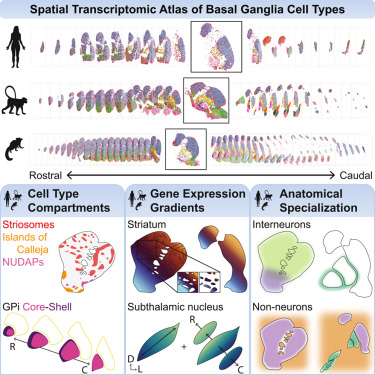 Spatial Transcriptomic Atlas of Basal Ganglia Cell Types
Rostral
Caudal
Cell Type
Compartments
Striosomes
Islands of
Calleja
NUDAPs
GPi Core-Shell
R
C
Gene Expression
Gradients
Striatum
Subthalamic nucleus
D
L
+
R
C
Anatomical
Specialization
Interneurons
Non-neurons